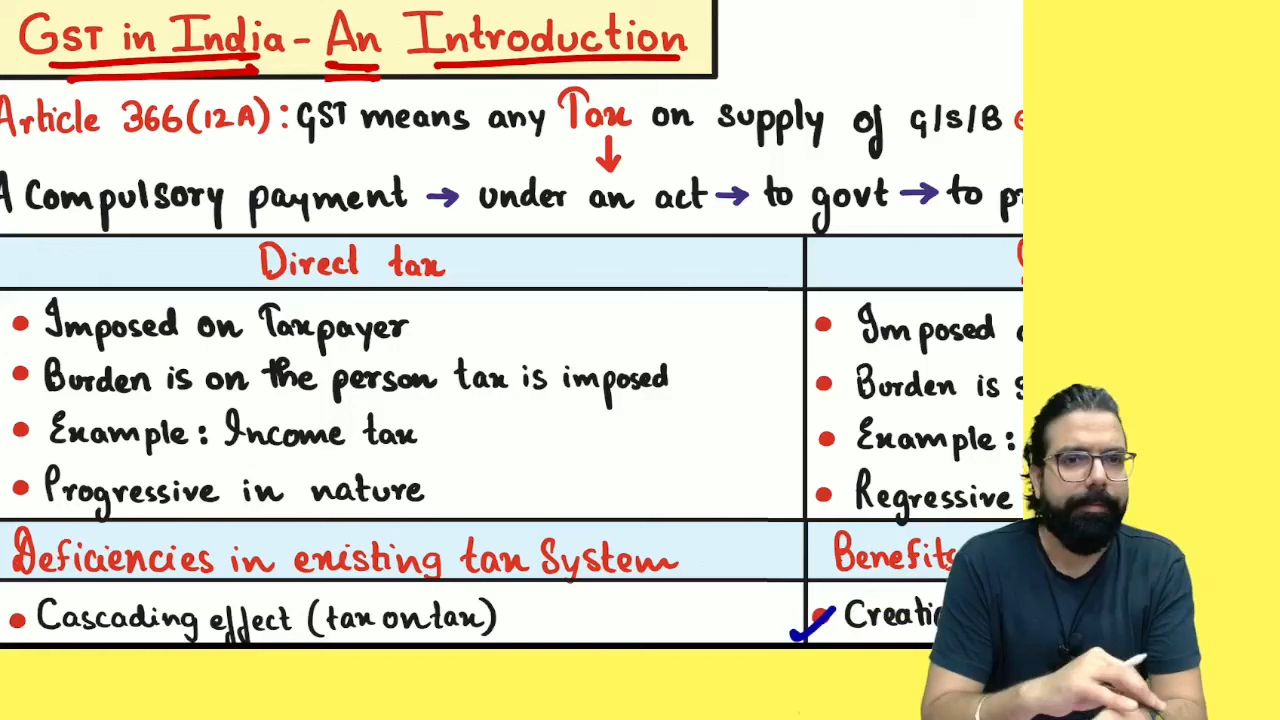 GST in India - An Introduction
Article 366(12A): GST means any Tax on supply of G/S/B
A Compulsory payment → under an act → to govt → to
Direct tax
• Imposed on Taxpayer
• Imposed
• Burden is on the person tax is imposed
• Burden is
• Example: Income tax
• Example:
• Progressive in nature
• Regressive
Deficiencies in existing tax System
Benefits
• Cascading effect (tax on tax)